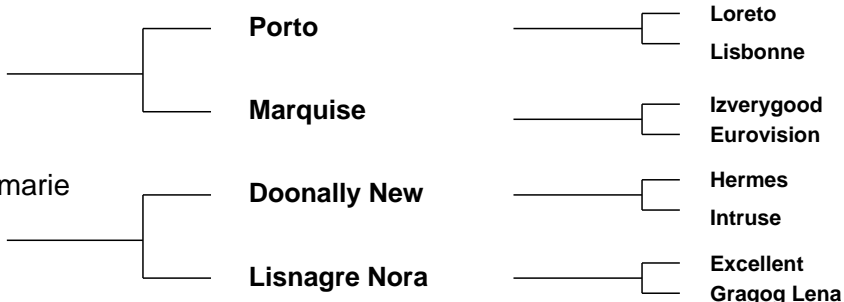 Porto
Loreto
Lisbonne
Marquise
Izverygood
Eurovision
marie
Doonally New
Hermes
Intruse
Lisnagre Nora
Excellent
Gragog Lena